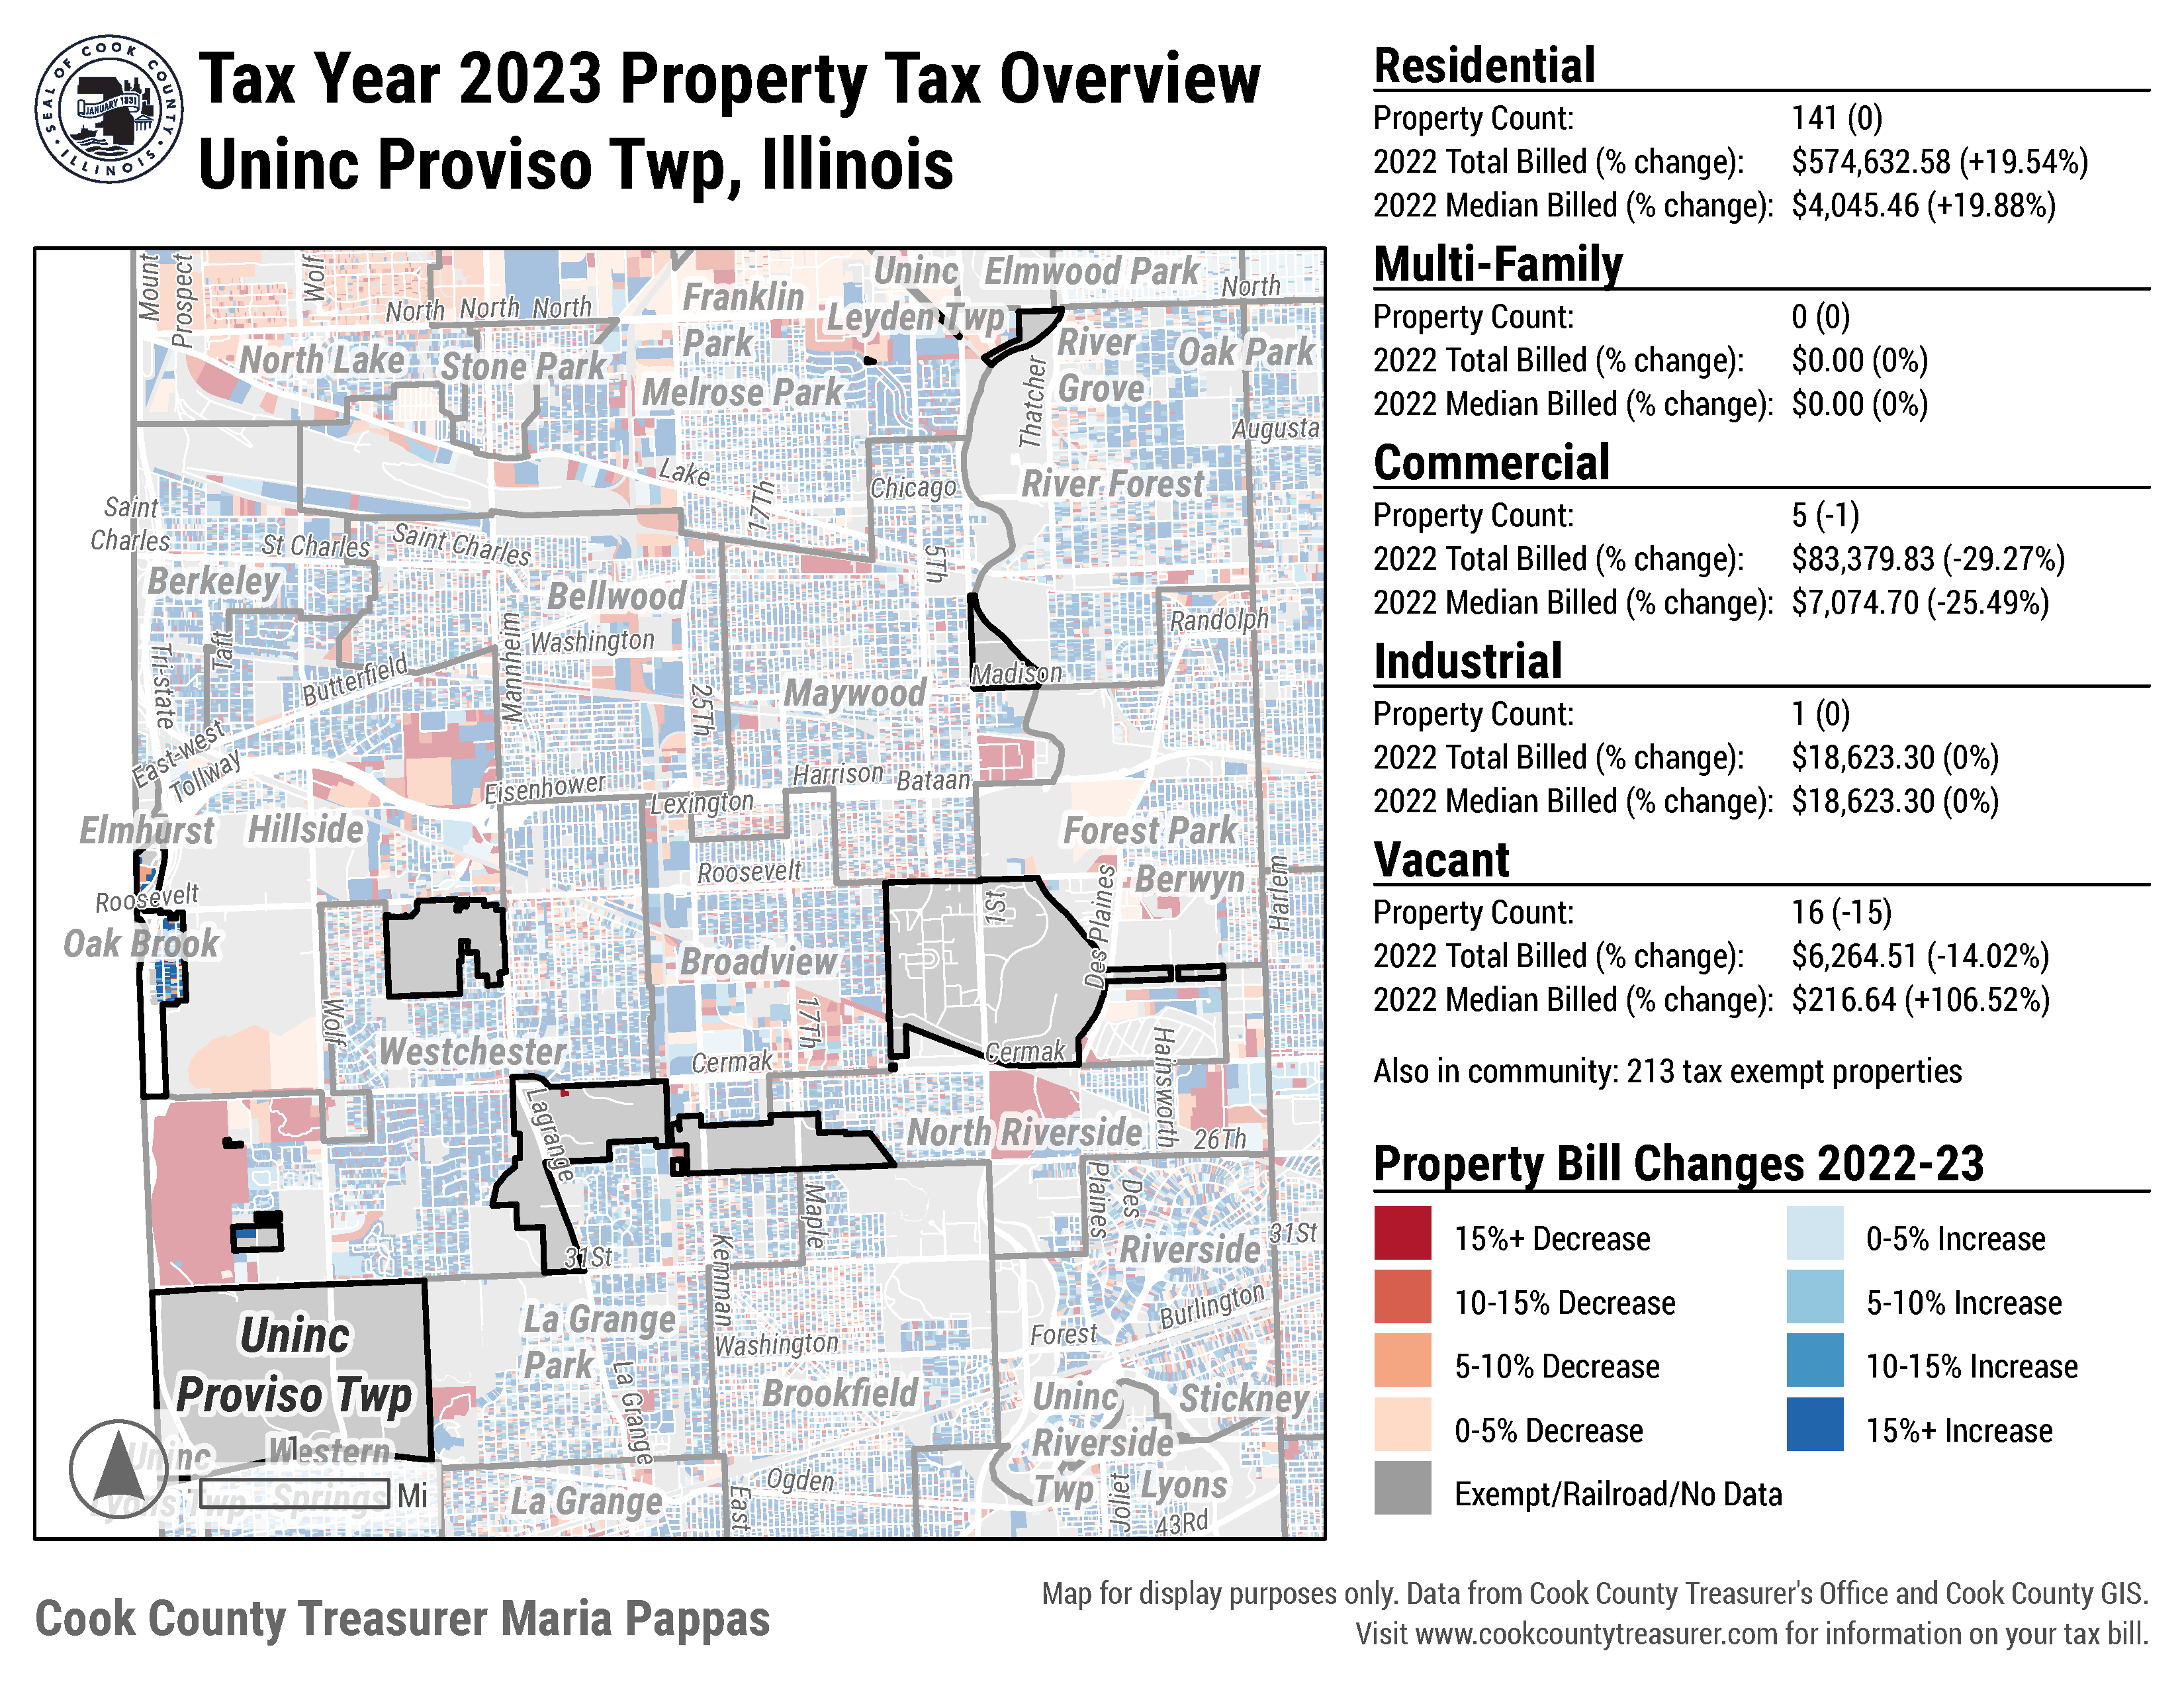 SEAL OF COOK COUNTY
JANUARY 1831
ILLINOIS
Tax Year 2023 Property Tax Overview
Uninc Proviso Twp, Illinois
Residential
Property Count: 141 (0)
2022 Total Billed (% change): $574,632.58 (+19.54%)
2022 Median Billed (% change): $4,045.46 (+19.88%)
Multi-Family
Property Count: 0 (0)
2022 Total Billed (% change): $0.00 (0%)
2022 Median Billed (% change): $0.00 (0%)
Commercial
Property Count: 5 (-1)
2022 Total Billed (% change): $83,379.83 (-29.27%)
2022 Median Billed (% change): $7,074.70 (-25.49%)
Industrial
Property Count: 1 (0)
2022 Total Billed (% change): $18,623.30 (0%)
2022 Median Billed (% change): $18,623.30 (0%)
Vacant
Property Count: 16 (-15)
2022 Total Billed (% change): $6,264.51 (-14.02%)
2022 Median Billed (% change): $216.64 (+106.52%)
Also in community: 213 tax exempt properties
Property Bill Changes 2022-23
15%+ Decrease
10-15% Decrease
5-10% Decrease
0-5% Decrease
Exempt/Railroad/No Data
0-5% Increase
5-10% Increase
10-15% Increase
15%+ Increase
Mount
Prospect
Wolf
North North North
Franklin
Park
Uninc
Leyden Twp
Elmwood Park
North
North Lake
Stone Park
Melrose Park
River
Grove
Oak Park
Thatcher
Augusta
Lake
17Th
Chicago
River Forest
Saint
Charles
St Charles
Saint Charles
5Th
Berkeley
Bellwood
Taft
Tri-state
Butterfield
Mannheim
Washington
25Th
Maywood
Madison
Randolph
East-west
Tollway
Eisenhower
Lexington
Harrison
Bataan
Elmhurst
Hillside
Forest Park
Roosevelt
Roosevelt
1St
Des Plaines
Berwyn
Harlem
Oak Brook
Broadview
Wolf
17Th
Westchester
Cermak
Cermak
Hainsworth
Lagrange
North Riverside
26Th
Maple
Des
Plaines
31St
Kemman
Riverside
31St
Uninc
Proviso Twp
La Grange
Park
La Grange
Washington
Forest
Burlington
Brookfield
Uninc
Riverside
Twp
Stickney
Uninc
Lyons Twp
Western
Springs
1
Mi
La Grange
East
Ogden
Joliet
Lyons
43Rd
Cook County Treasurer Maria Pappas
Map for display purposes only. Data from Cook County Treasurer's Office and Cook County GIS.
Visit www.cookcountytreasurer.com for information on your tax bill.